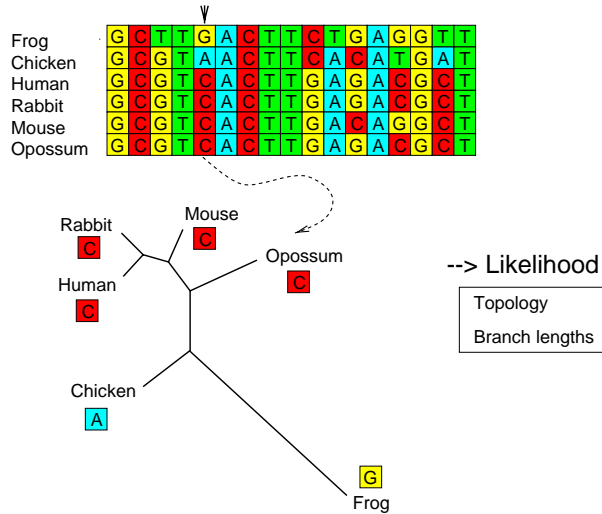 Frog G C T T G A C T T C T G A G G T T
Chicken G C G T A A C T T C A C A T G A T
Human G C G T C A C T T G A G A C G C T
Rabbit G C G T C A C T T G A G A C G C T
Mouse G C G T C A C T T G A C A G G C T
Opossum G C G T C A C T T G A G A C G C T
Mouse
C
Rabbit
C
Opossum
C
Human
C
--> Likelihood
Topology
Branch lengths
Chicken
A
G
Frog